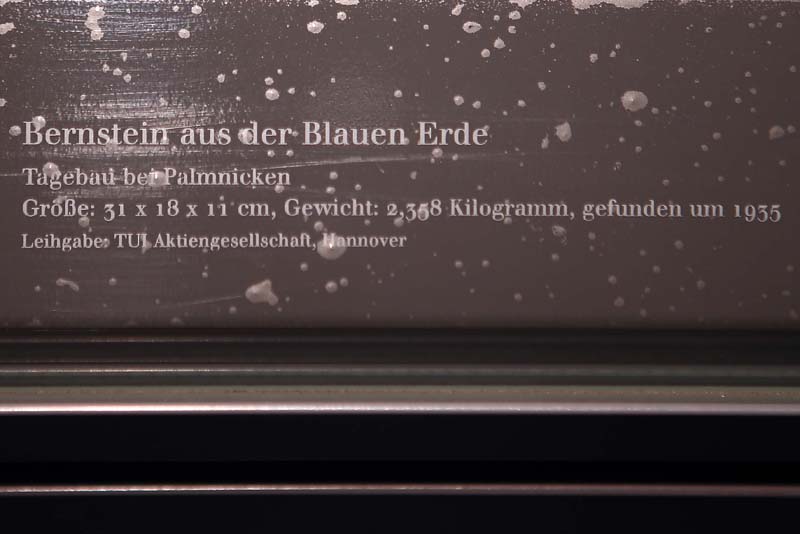 Bernstein aus der Blauen Erde
Tagebau bei Palmnicken
Größe: 31 x 18 x 11 cm, Gewicht: 2,358 Kilogramm, gefunden um 1935
Leihgabe: TUI Aktiengesellschaft, Hannover